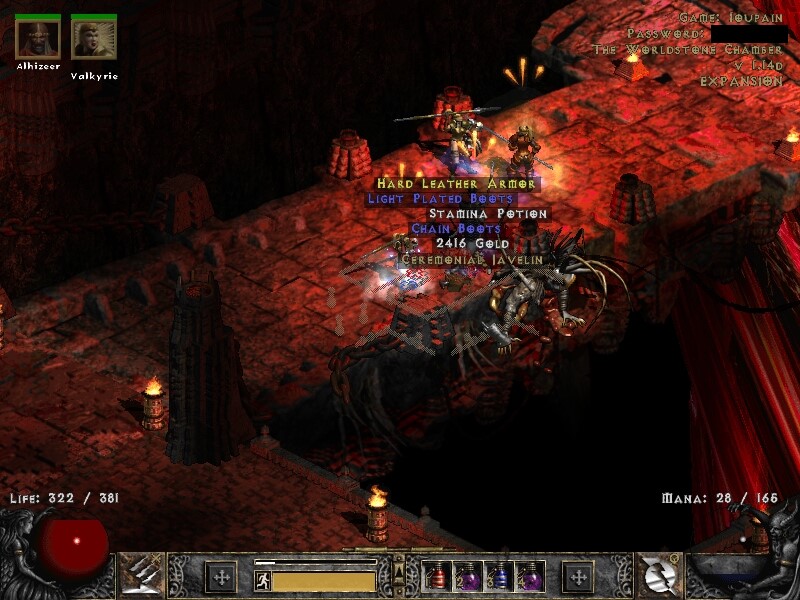 Alhizeer
Valkyrie
Game: Ioupain
Password:
The Worldstone Chamber
v 1.14d
Expansion
Hard Leather Armor
Light Plated Boots
Stamina Potion
Chain Boots
2416 Gold
Ceremonial Javelin
Life: 322 / 381
Mana: 28 / 165